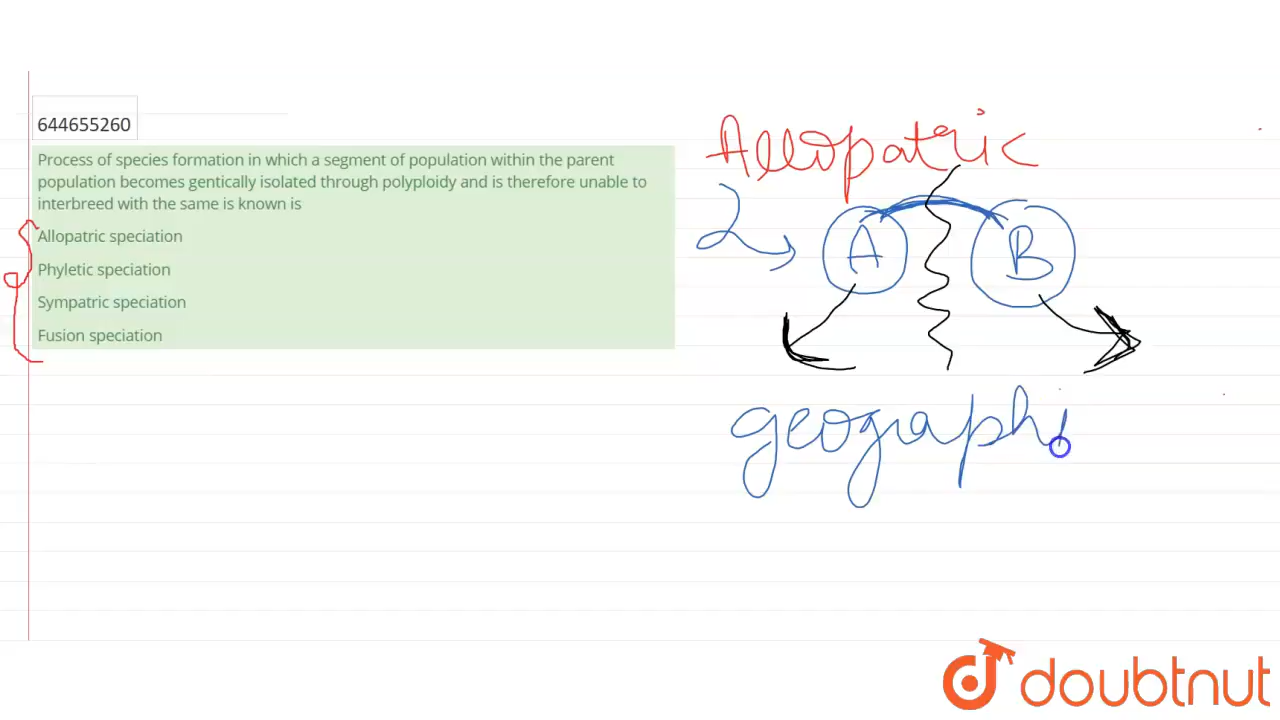 644655260
Process of species formation in which a segment of population within the parent
population becomes gentically isolated through polyploidy and is therefore unable to
interbreed with the same is known is
Allopatric speciation
Phyletic speciation
Sympatric speciation
Fusion speciation
Allopatric
2 A B
geographi
doubtnut